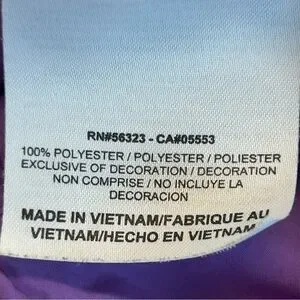 RN#56323 - CA#05553
100% POLYESTER / POLYESTER / POLIESTER
EXCLUSIVE OF DECORATION / DECORATION
NON COMPRISE / NO INCLUYE LA
DECORACION
MADE IN VIETNAM/FABRIQUE AU
VIETNAM/HECHO EN VIETNAM